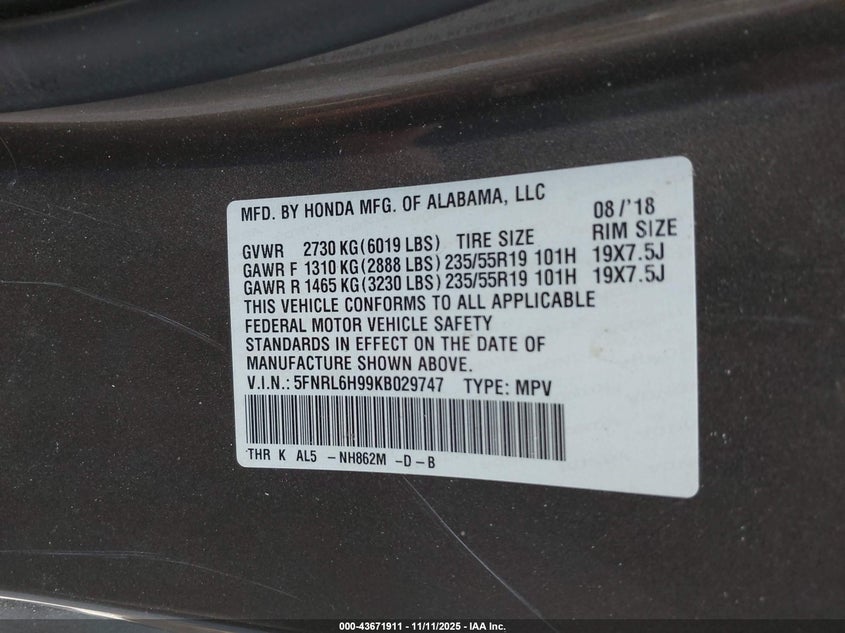 MFD. BY HONDA MFG. OF ALABAMA, LLC 08/'18
GVWR 2730 KG(6019 LBS) TIRE SIZE RIM SIZE
GAWR F 1310 KG(2888 LBS) 235/55R19 101H 19X7.5J
GAWR R 1465 KG(3230 LBS) 235/55R19 101H 19X7.5J
THIS VEHICLE CONFORMS TO ALL APPLICABLE
FEDERAL MOTOR VEHICLE SAFETY
STANDARDS IN EFFECT ON THE DATE OF
MANUFACTURE SHOWN ABOVE.
V.I.N.: 5FNRL6H99KB029747 TYPE: MPV
THR K AL5 -NH862M -D -B
000-43671911 - 11/11/2025 - IAA Inc.